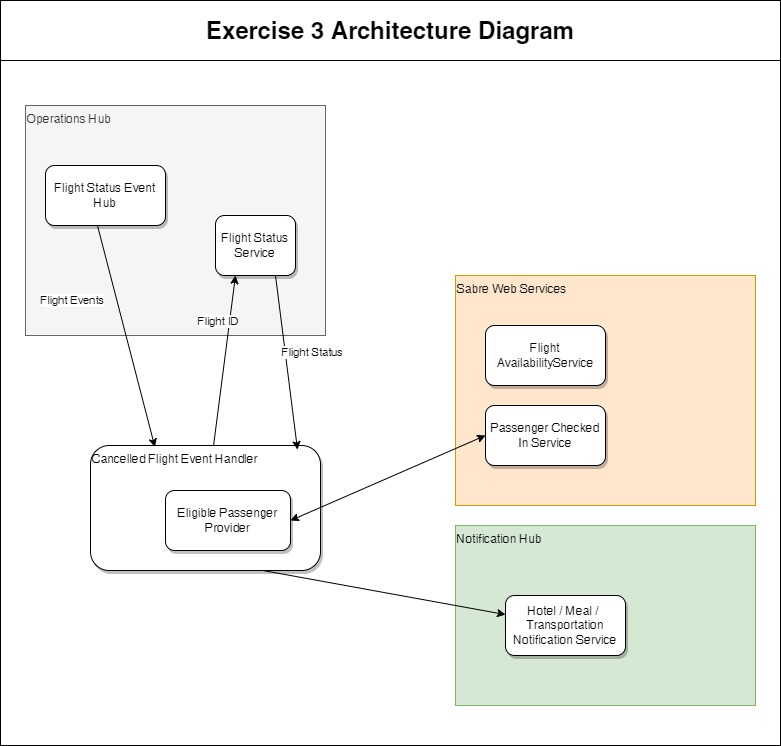 Exercise 3 Architecture Diagram
Operations Hub
Flight Status Event
Hub
Flight Status
Service
Flight Events
Flight ID
Flight Status
Sabre Web Services
Flight
AvailabilityService
Passenger Checked
In Service
Cancelled Flight Event Handler
Eligible Passenger
Provider
Notification Hub
Hotel / Meal /
Transportation
Notification Service